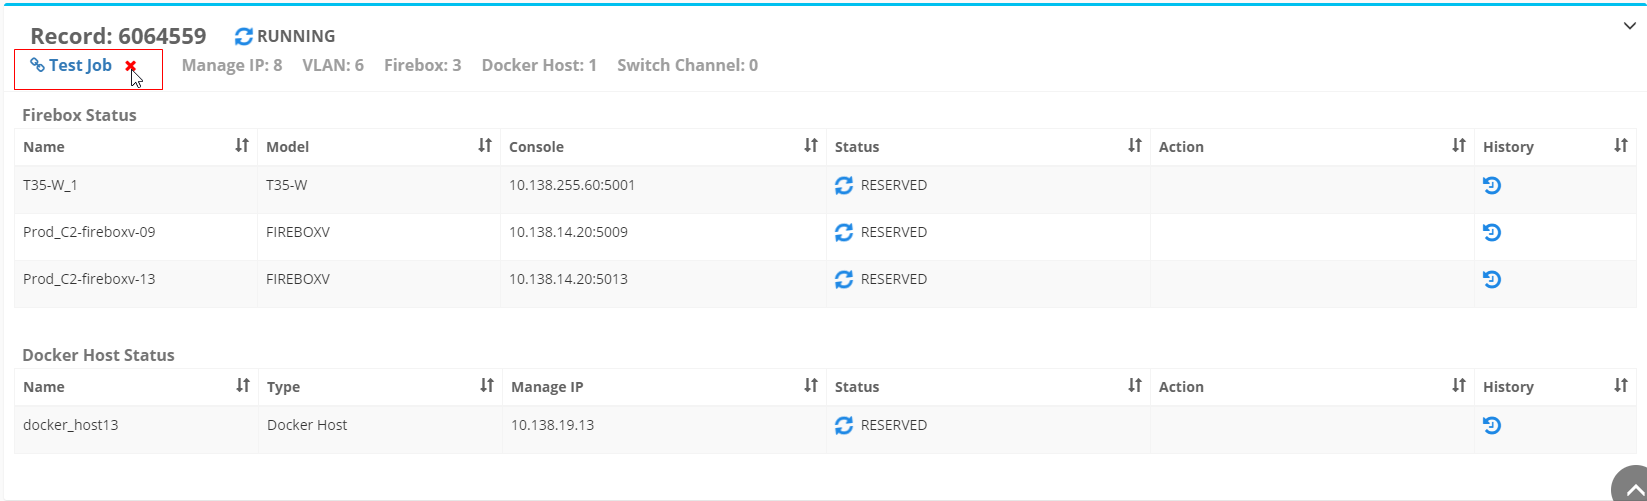 Record: 6064559 RUNNING
Test Job Manage IP: 8 VLAN: 6 Firebox: 3 Docker Host: 1 Switch Channel: 0
Firebox Status
Name Model Console Status Action History
T35-W_1 T35-W 10.138.255.60:5001 RESERVED
Prod_C2-fireboxv-09 FIREBOXV 10.138.14.20:5009 RESERVED
Prod_C2-fireboxv-13 FIREBOXV 10.138.14.20:5013 RESERVED
Docker Host Status
Name Type Manage IP Status Action History
docker_host13 Docker Host 10.138.19.13 RESERVED